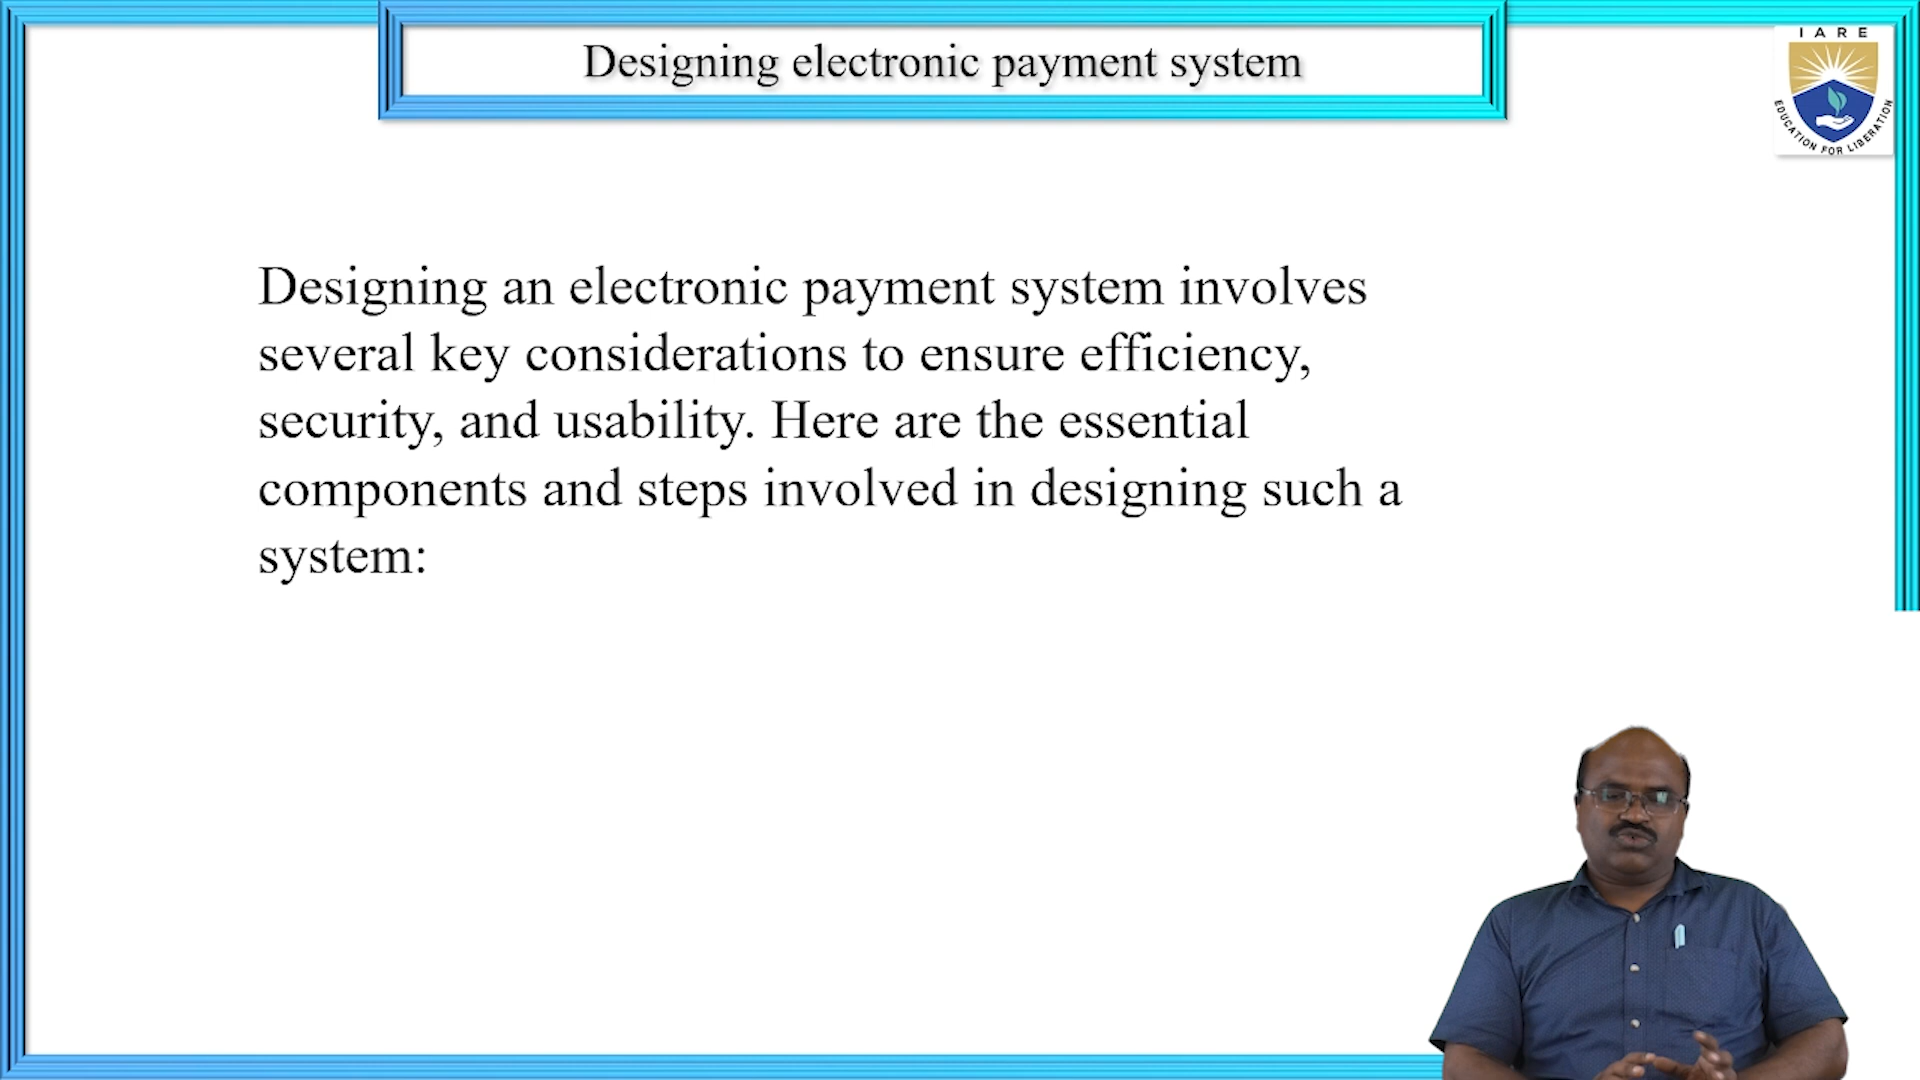 Designing electronic payment system
IARE
EDUCATION FOR LIBERATION
Designing an electronic payment system involves
several key considerations to ensure efficiency,
security, and usability. Here are the essential
components and steps involved in designing such a
system: